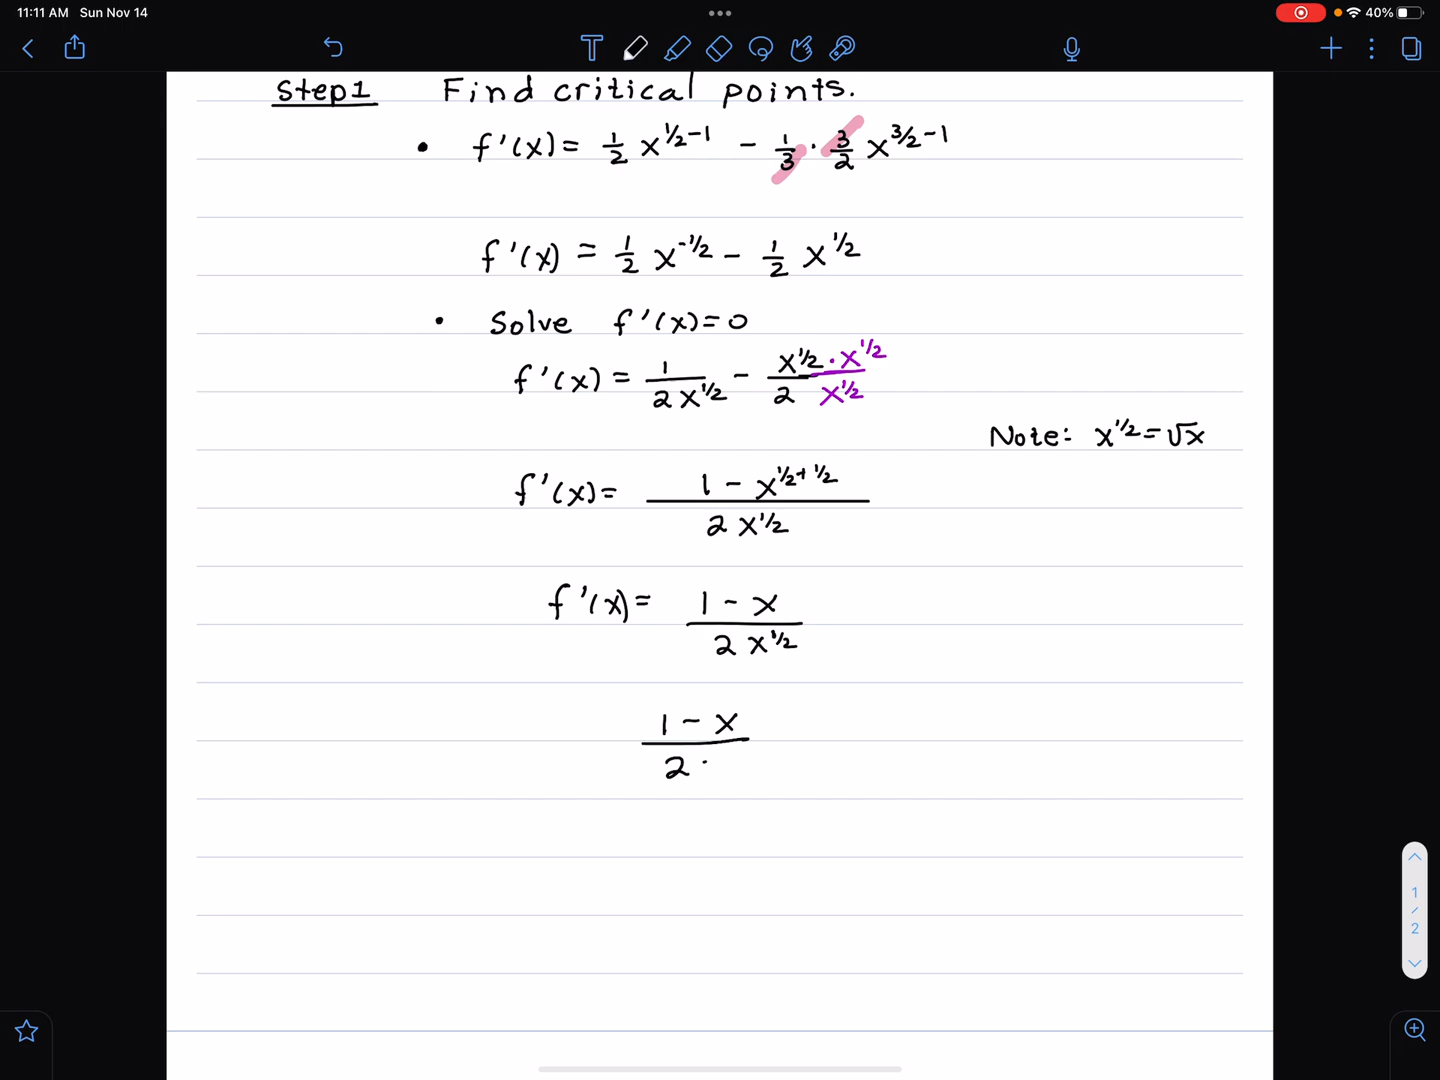 11:11 AM Sun Nov 14
40%
Step1 Find critical points.
• f'(x) = 1/2 x^(1/2-1) - 1/3 · 3/2 x^(3/2-1)
f'(x) = 1/2 x^(-1/2) - 1/2 x^(1/2)
• Solve f'(x)=0
f'(x) = 1/(2x^(1/2)) - x^(1/2)/2 · x^(1/2)/x^(1/2)
Note: x^(1/2) = √x
f'(x) = (1 - x^(1/2+1/2))/(2x^(1/2))
f'(x) = (1 - x)/(2x^(1/2))
(1 - x)/(2 ·
1
/
2